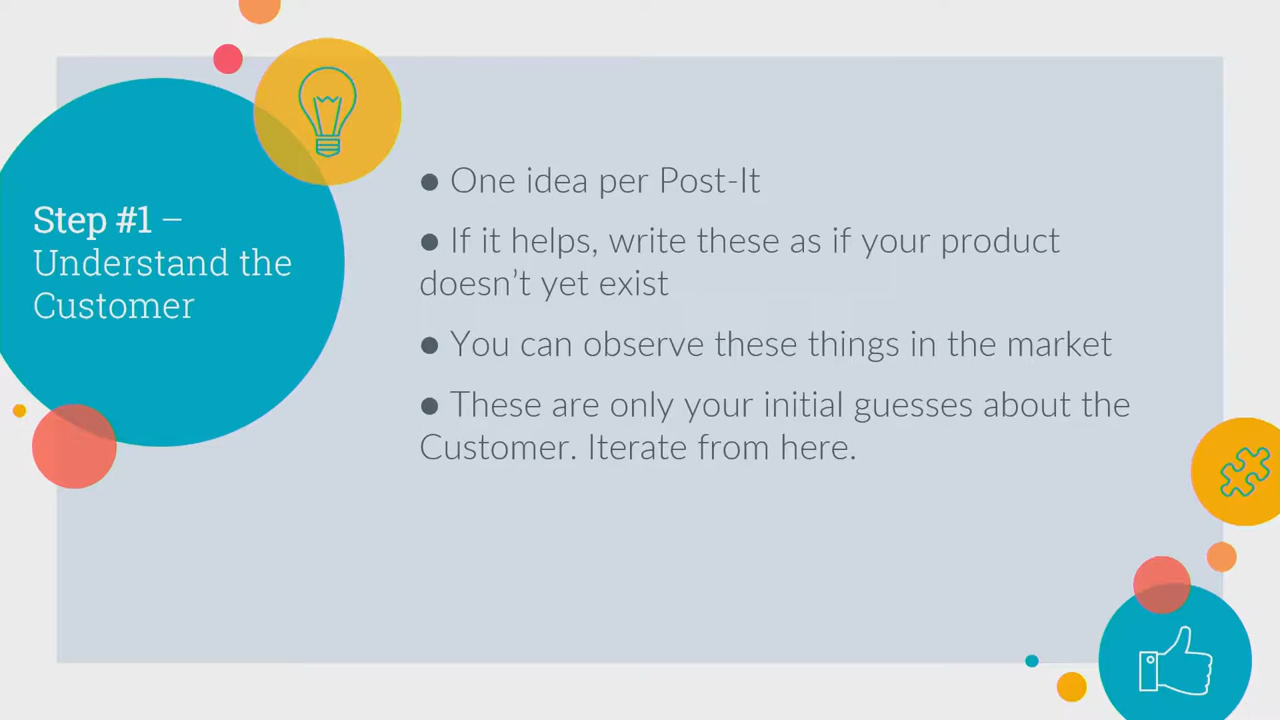 Step #1 –
Understand the
Customer
● One idea per Post-It
● If it helps, write these as if your product
doesn’t yet exist
● You can observe these things in the market
● These are only your initial guesses about the
Customer. Iterate from here.